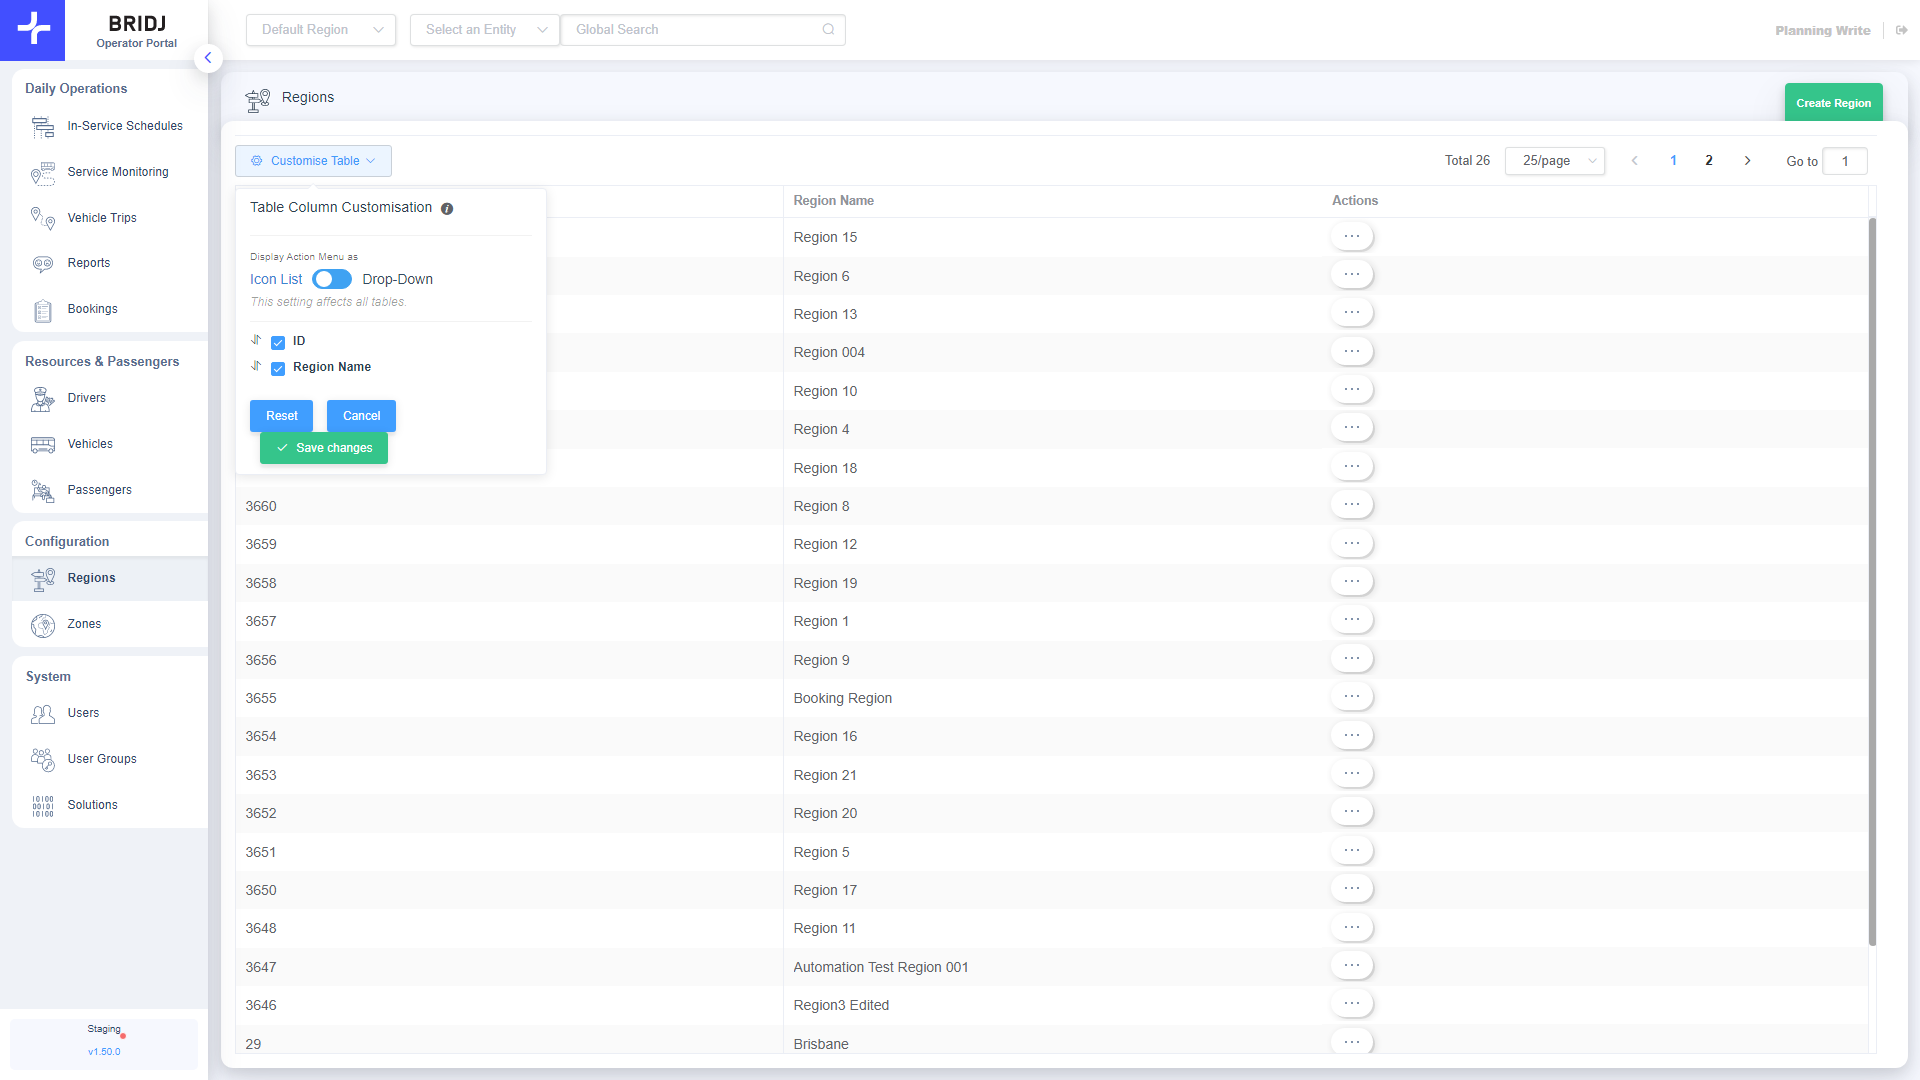 BRIDJ
Operator Portal
Default Region
Select an Entity
Global Search
Planning Write
Daily Operations
In-Service Schedules
Service Monitoring
Vehicle Trips
Reports
Bookings
Resources & Passengers
Drivers
Vehicles
Passengers
Configuration
Regions
Zones
System
Users
User Groups
Solutions
Staging
v1.50.0
Regions
Create Region
Customise Table
Total 26
25/page
1
2
Go to
1
Table Column Customisation
Display Action Menu as
Icon List
Drop-Down
This setting affects all tables.
ID
Region Name
Reset
Cancel
Save changes
Region Name
Actions
Region 15
Region 6
Region 13
Region 004
Region 10
Region 4
Region 18
3660 Region 8
3659 Region 12
3658 Region 19
3657 Region 1
3656 Region 9
3655 Booking Region
3654 Region 16
3653 Region 21
3652 Region 20
3651 Region 5
3650 Region 17
3648 Region 11
3647 Automation Test Region 001
3646 Region3 Edited
29 Brisbane